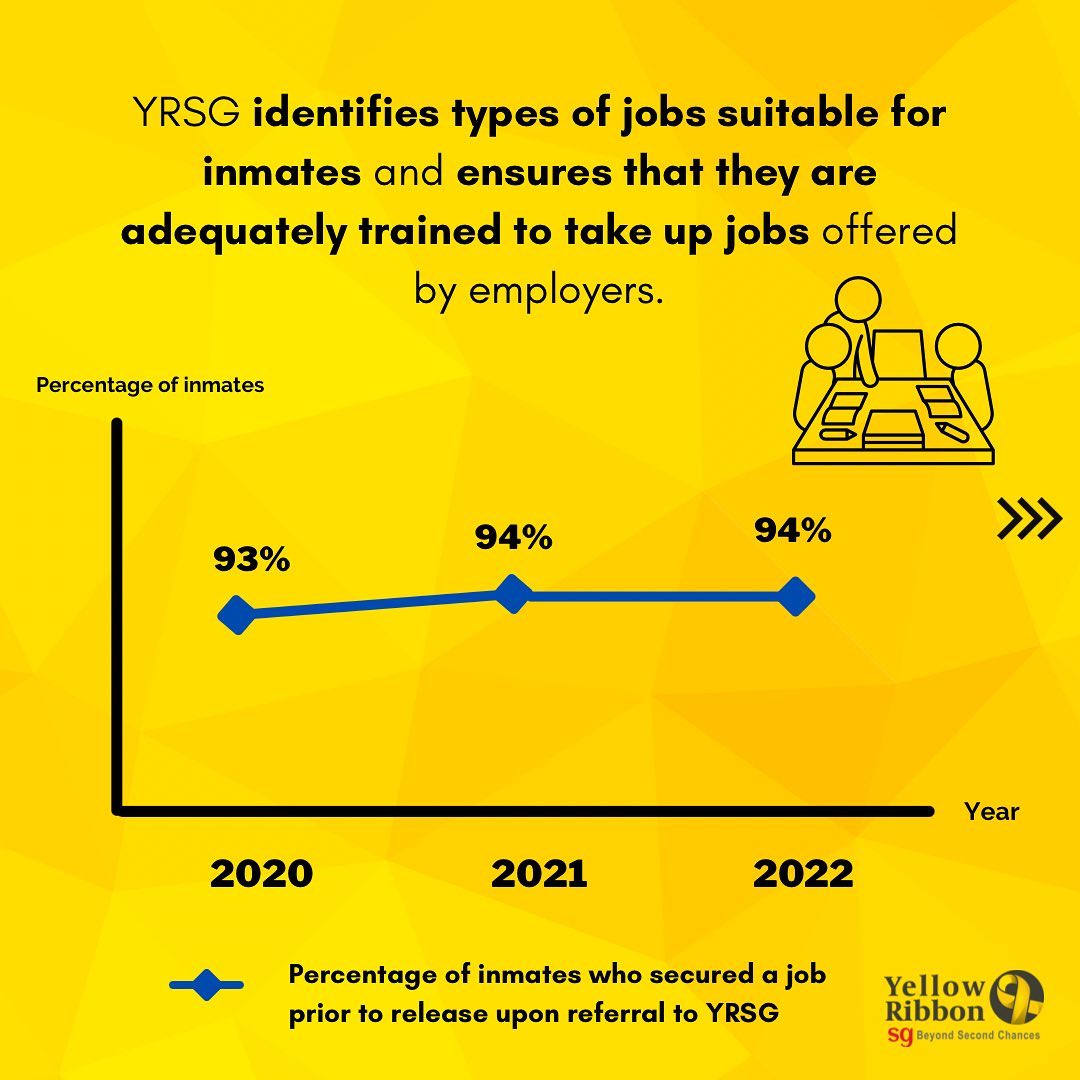 YRSG identifies types of jobs suitable for
inmates and ensures that they are
adequately trained to take up jobs offered
by employers.
Percentage of inmates
93%
94%
94%
Year
2020
2021
2022
Percentage of inmates who secured a job
prior to release upon referral to YRSG
Yellow
Ribbon
sg Beyond Second Chances